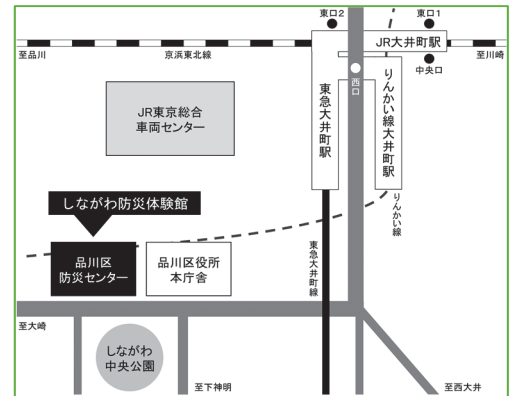 東口2
東口1
JR大井町駅
至品川
京浜東北線
至川崎
中央口
西口
JR東京総合
車両センター
東急大井町駅
りんかい線大井町駅
りんかい線
しながわ防災体験館
品川区
防災センター
品川区役所
本庁舎
東急大井町線
至大崎
しながわ
中央公園
至下神明
至西大井